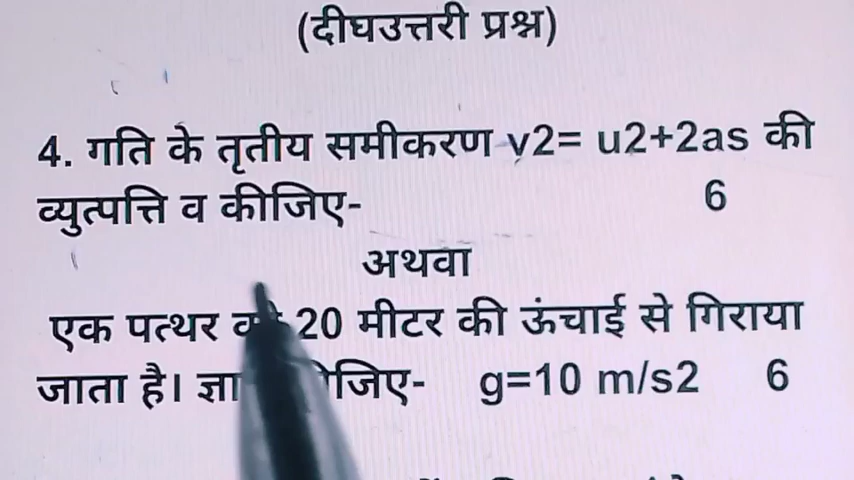 (दीघउत्तरी प्रश्न)
4. गति के तृतीय समीकरण v2= u2+2as की
व्युत्पत्ति व कीजिए- 6
अथवा
एक पत्थर 20 मीटर की ऊंचाई से गिराया
जाता है। g=10 m/s2 6